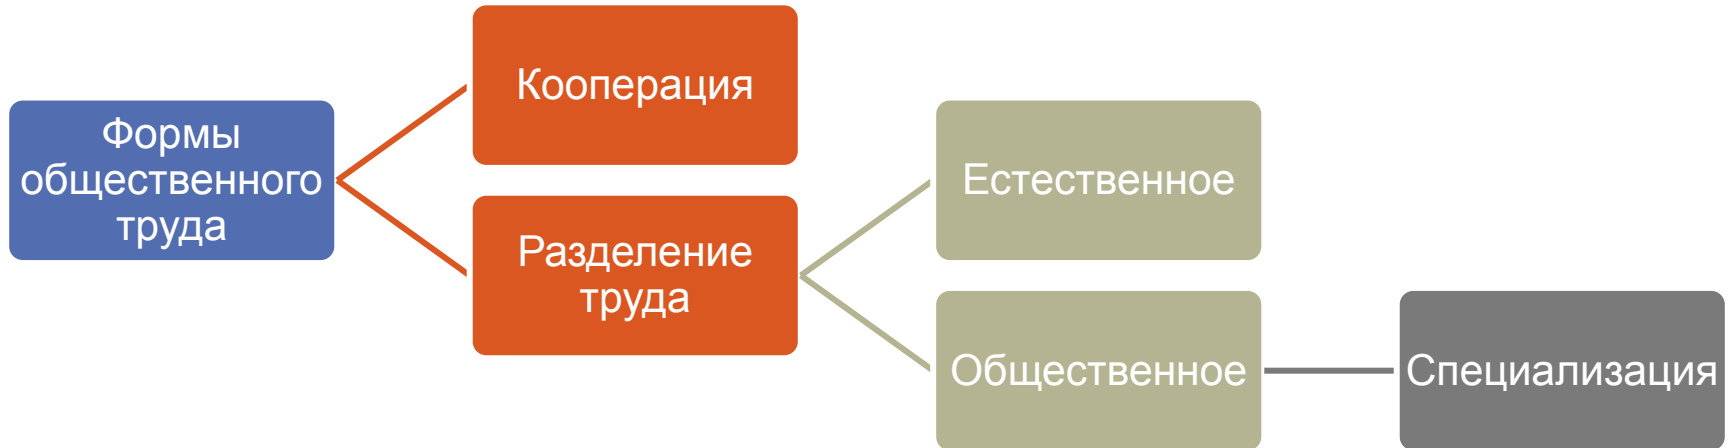 Формы
общественного
труда
Кооперация
Разделение
труда
Естественное
Общественное
Специализация